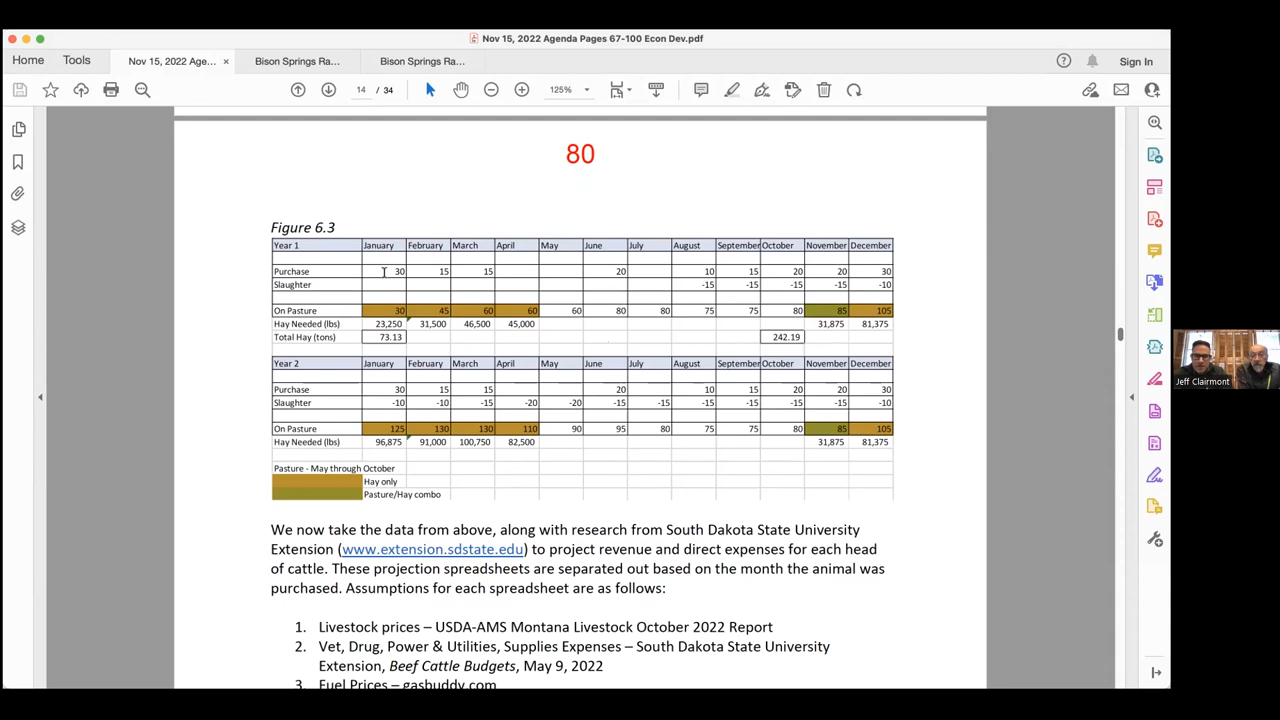 Nov 15, 2022 Agenda Pages 67-100 Econ Dev.pdf
Home Tools Nov 15, 2022 Age... × Bison Springs Ra... Bison Springs Ra... Sign In
14 / 34 125%
80
Figure 6.3
Year 1 January February March April May June July August September October November December
Purchase 30 15 15 20 10 15 20 20 30
Slaughter -15 -15 -15 -15 -10
On Pasture 30 45 60 60 60 80 80 75 75 80 85 105
Hay Needed (lbs) 23,250 31,500 46,500 45,000 31,875 81,375
Total Hay (tons) 73.13 242.19
Year 2 January February March April May June July August September October November December
Purchase 30 15 15 20 10 15 20 20 30
Slaughter -10 -10 -15 -20 -20 -15 -15 -15 -15 -15 -15 -10
On Pasture 125 130 130 110 90 95 80 75 75 80 85 105
Hay Needed (lbs) 96,875 91,000 100,750 82,500 31,875 81,375
Pasture - May through October
Hay only
Pasture/Hay combo
We now take the data from above, along with research from South Dakota State University
Extension (www.extension.sdstate.edu) to project revenue and direct expenses for each head
of cattle. These projection spreadsheets are separated out based on the month the animal was
purchased. Assumptions for each spreadsheet are as follows:
1. Livestock prices – USDA-AMS Montana Livestock October 2022 Report
2. Vet, Drug, Power & Utilities, Supplies Expenses – South Dakota State University
Extension, Beef Cattle Budgets, May 9, 2022
3. Fuel Prices – gasbuddy.com
Jeff Clairmont